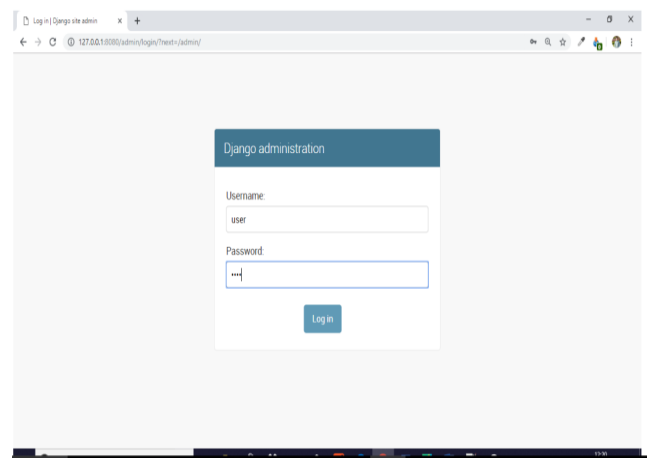 Log in | Django site admin
127.0.0.1:8080/admin/login/?next=/admin/
Django administration
Username:
user
Password:
••••
Log in